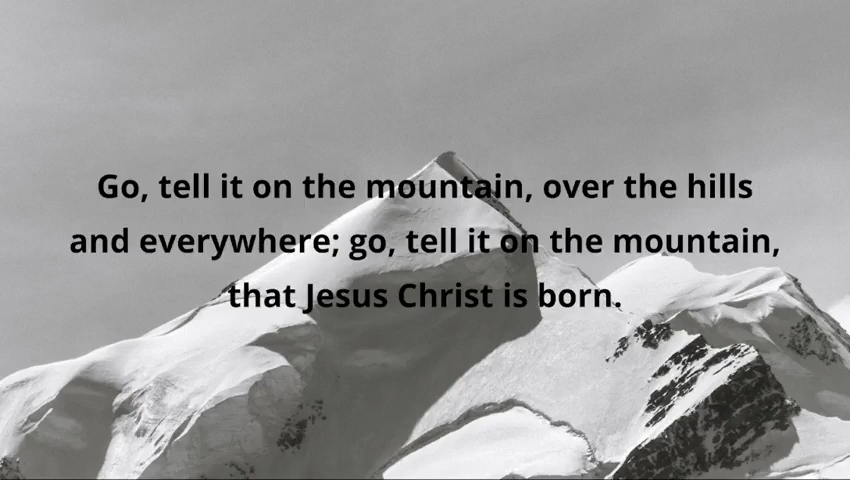 Go, tell it on the mountain, over the hills
and everywhere; go, tell it on the mountain,
that Jesus Christ is born.